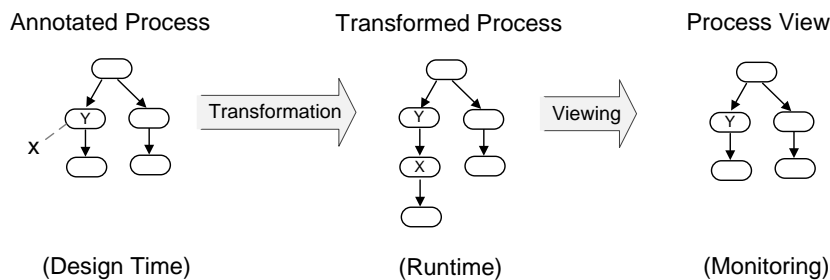 Annotated Process
Transformed Process
Process View
Y
X
Transformation
Y
X
Viewing
Y
(Design Time)
(Runtime)
(Monitoring)